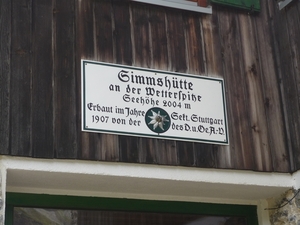 Simmshütte
an der Wetterspitze
Seehöhe 2004 m
Erbaut im Jahre Sekt. Stuttgart
1907 von der des D.u.Oe.A.V.